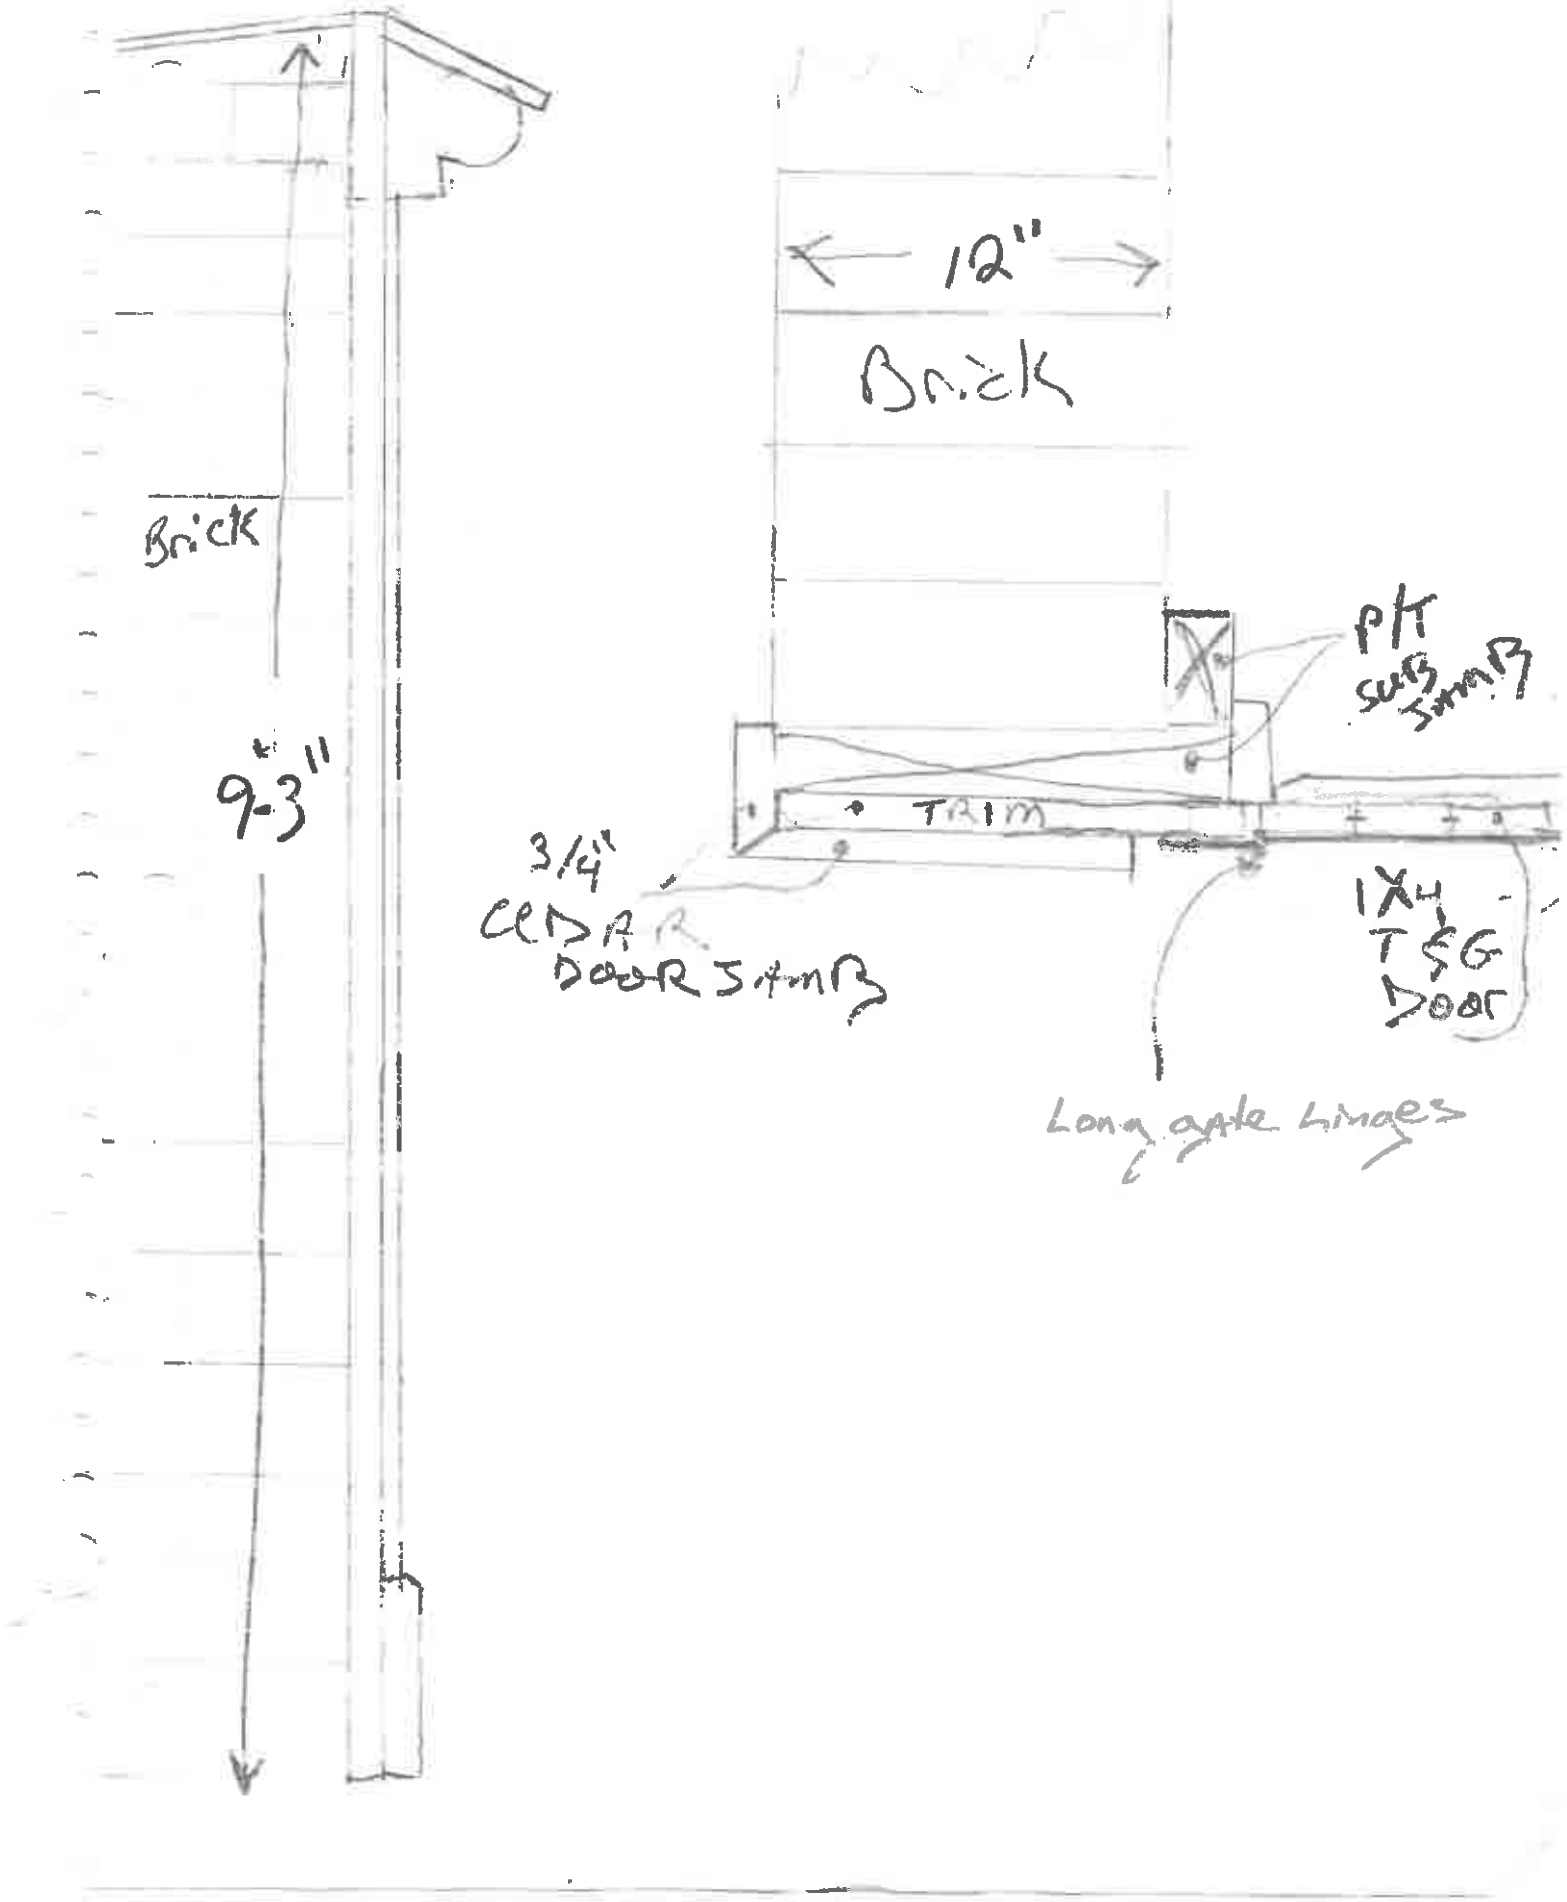 12"
Brick
Brick
P/T
SUB
JAMB
9'-3"
TRIM
3/4"
CEDAR
DOOR JAMB
1X4
T&G
Door
Long gate hinges